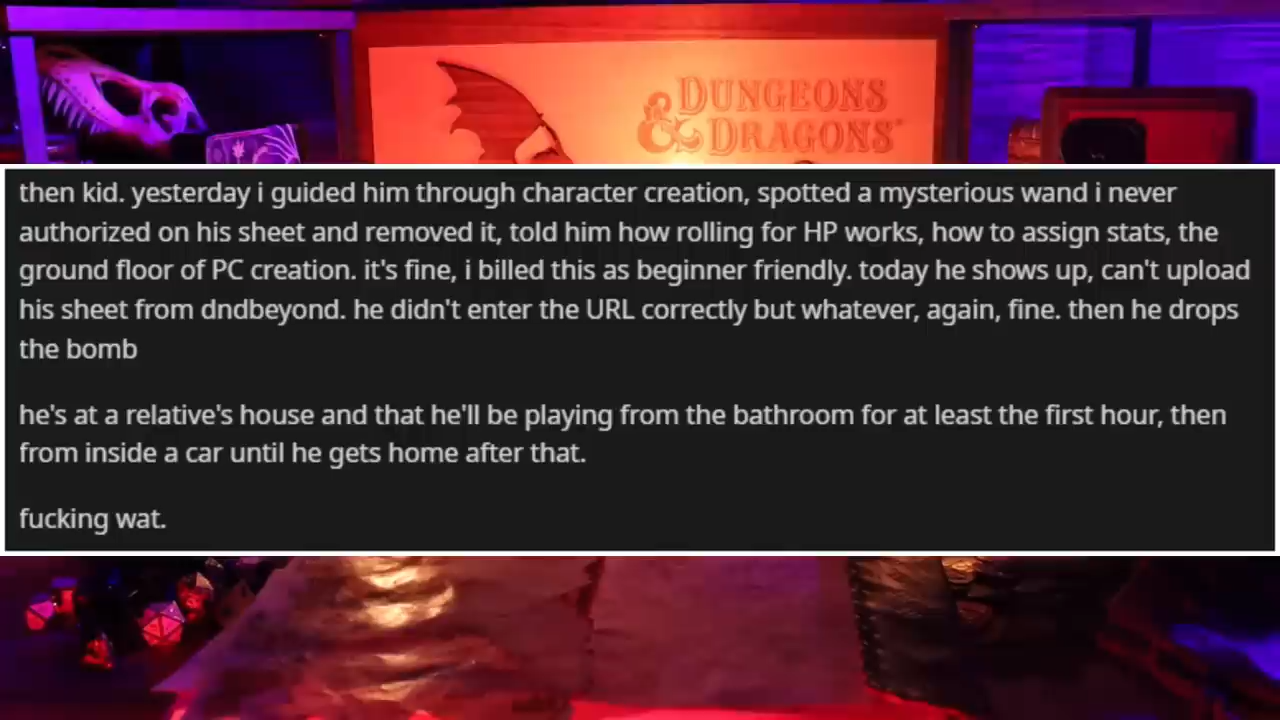 DUNGEONS
& DRAGONS
then kid. yesterday i guided him through character creation, spotted a mysterious wand i never
authorized on his sheet and removed it, told him how rolling for HP works, how to assign stats, the
ground floor of PC creation. it's fine, i billed this as beginner friendly. today he shows up, can't upload
his sheet from dndbeyond. he didn't enter the URL correctly but whatever, again, fine. then he drops
the bomb
he's at a relative's house and that he'll be playing from the bathroom for at least the first hour, then
from inside a car until he gets home after that.
fucking wat.